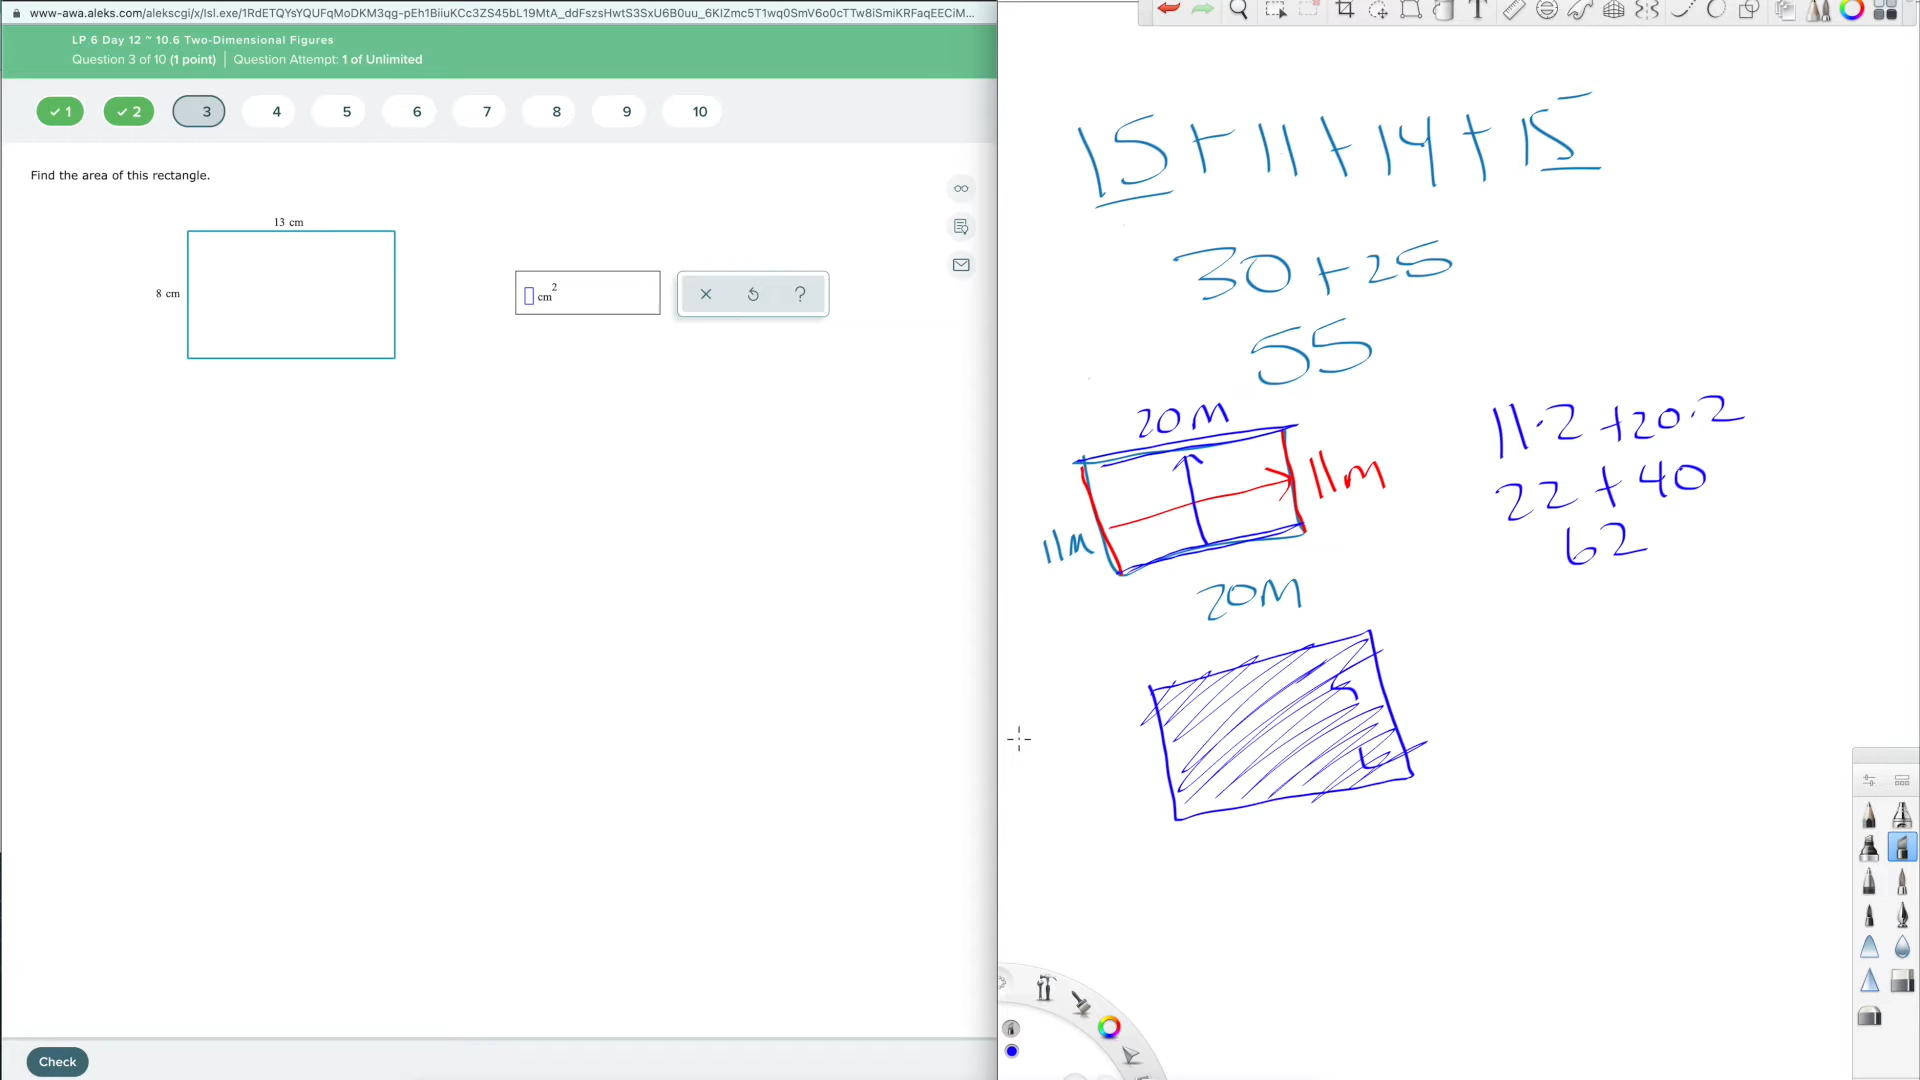 www-awa.aleks.com/alekscgi/x/lsl.exe/1RdETQYsYQUFqMoDKM3qg-pEh1BiiuKCc3ZS45bL19MtA_ddFszsHwtS3SxU6B0uu_6KIZmc5T1wq0SmV6o0cTTw8iSmiKRFaqEECiM...
LP 6 Day 12 ~ 10.6 Two-Dimensional Figures
Question 3 of 10 (1 point) | Question Attempt: 1 of Unlimited
✓ 1 ✓ 2 3 4 5 6 7 8 9 10
Find the area of this rectangle.
13 cm
8 cm
cm²
× ?
Check
15+11+14+15
30+25
55
20M
11M
11M
20M
11·2+20·2
22+40
62